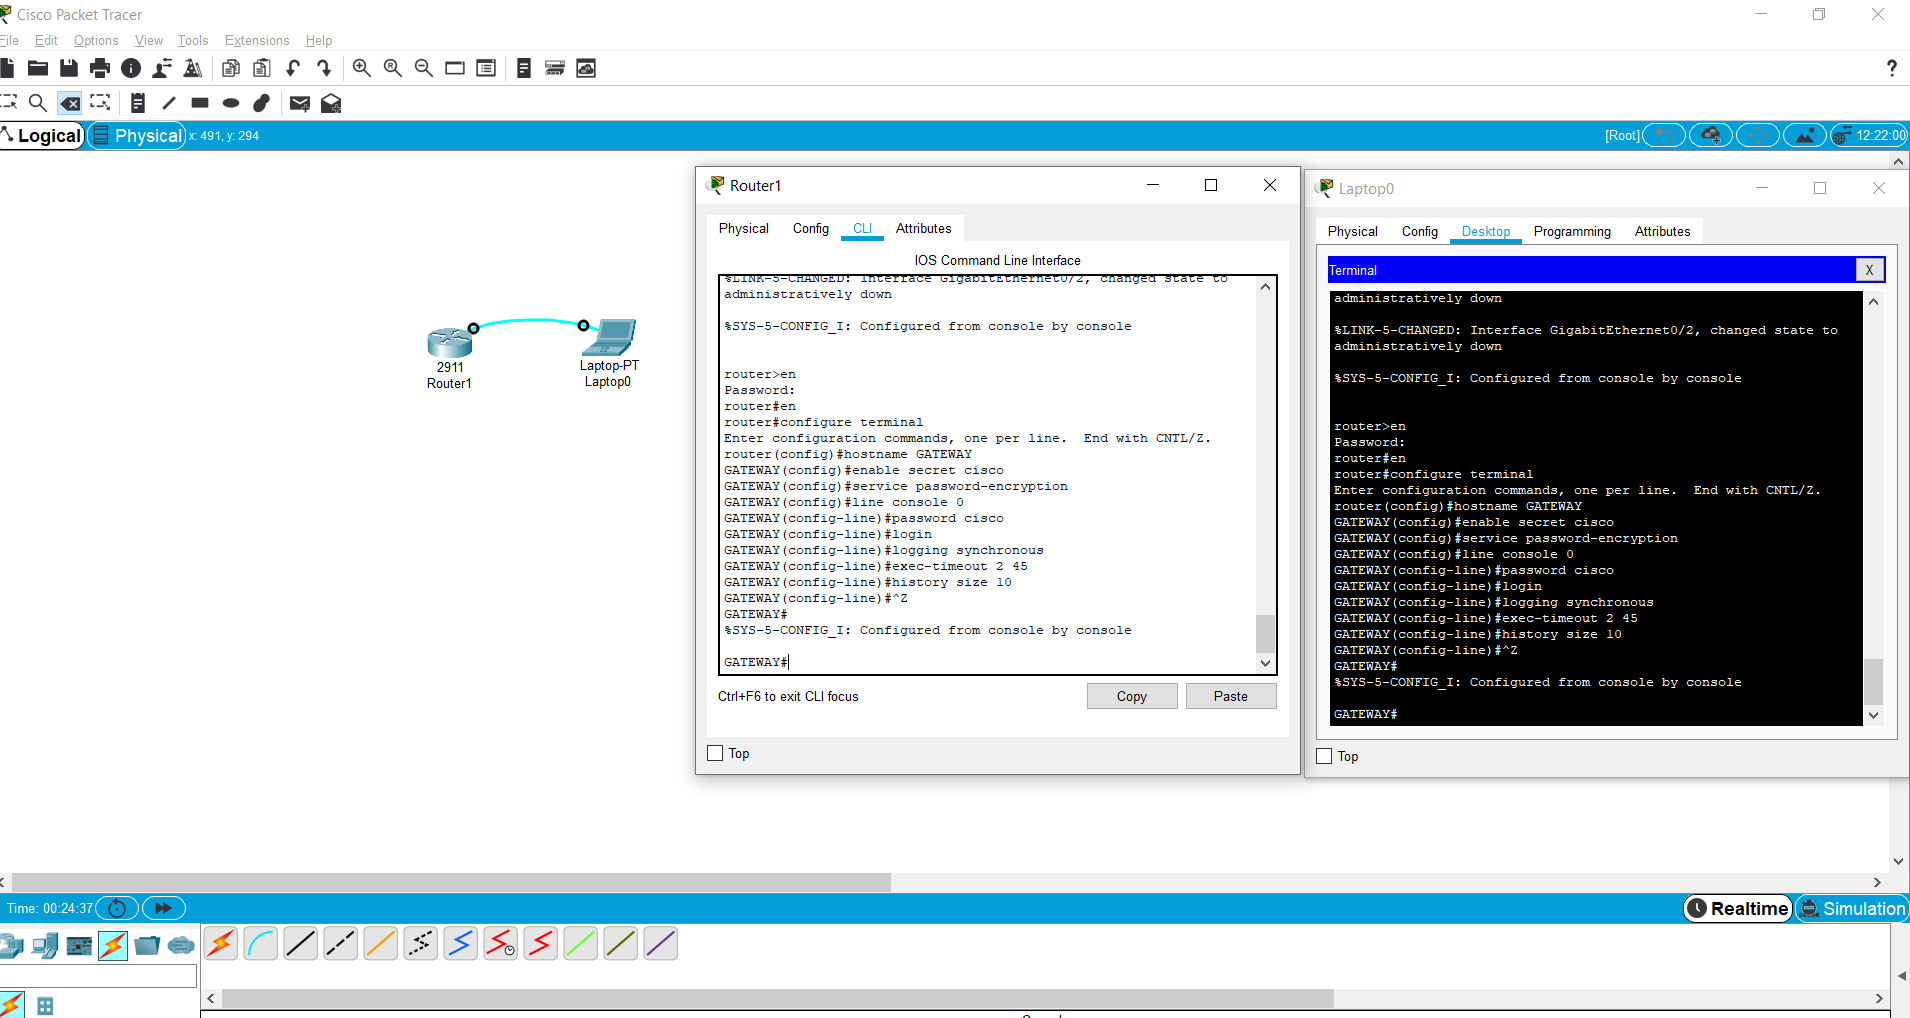 Cisco Packet Tracer
File Edit Options View Tools Extensions Help
?
Logical Physical x: 491, y: 294
[Root] 12:22:00
2911
Router1
Laptop-PT
Laptop0
Router1
Physical Config CLI Attributes
IOS Command Line Interface
%LINK-5-CHANGED: Interface GigabitEthernet0/2, changed state to
administratively down
%SYS-5-CONFIG_I: Configured from console by console
router>en
Password:
router#en
router#configure terminal
Enter configuration commands, one per line.  End with CNTL/Z.
router(config)#hostname GATEWAY
GATEWAY(config)#enable secret cisco
GATEWAY(config)#service password-encryption
GATEWAY(config)#line console 0
GATEWAY(config-line)#password cisco
GATEWAY(config-line)#login
GATEWAY(config-line)#logging synchronous
GATEWAY(config-line)#exec-timeout 2 45
GATEWAY(config-line)#history size 10
GATEWAY(config-line)#^Z
GATEWAY#
%SYS-5-CONFIG_I: Configured from console by console
GATEWAY#
Ctrl+F6 to exit CLI focus
Copy Paste
Top
Laptop0
Physical Config Desktop Programming Attributes
Terminal X
administratively down
%LINK-5-CHANGED: Interface GigabitEthernet0/2, changed state to
administratively down
%SYS-5-CONFIG_I: Configured from console by console
router>en
Password:
router#en
router#configure terminal
Enter configuration commands, one per line.  End with CNTL/Z.
router(config)#hostname GATEWAY
GATEWAY(config)#enable secret cisco
GATEWAY(config)#service password-encryption
GATEWAY(config)#line console 0
GATEWAY(config-line)#password cisco
GATEWAY(config-line)#login
GATEWAY(config-line)#logging synchronous
GATEWAY(config-line)#exec-timeout 2 45
GATEWAY(config-line)#history size 10
GATEWAY(config-line)#^Z
GATEWAY#
%SYS-5-CONFIG_I: Configured from console by console
GATEWAY#
Top
Time: 00:24:37
Realtime Simulation